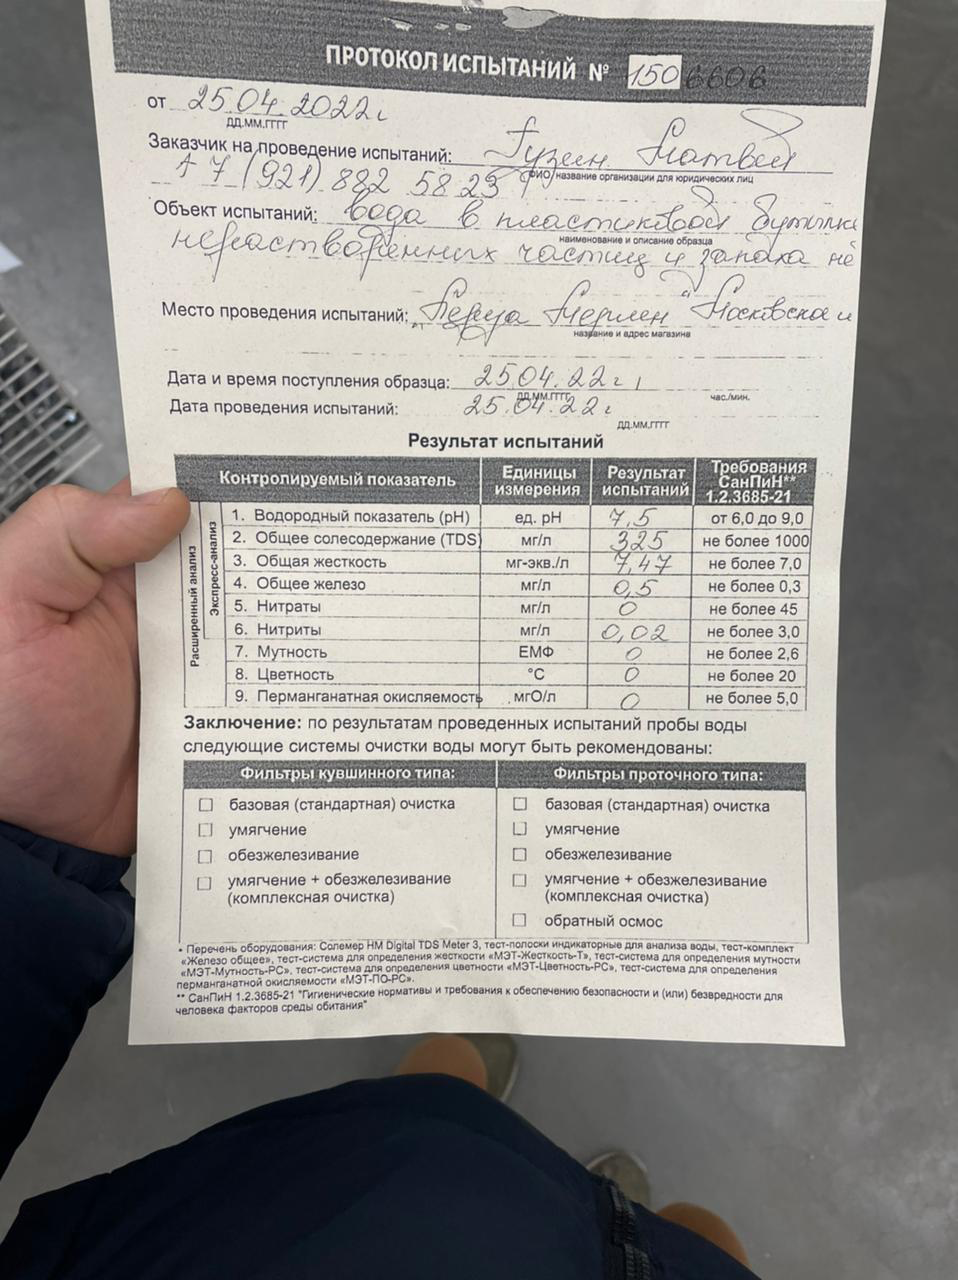 ПРОТОКОЛ ИСПЫТАНИЙ № 150 6606
от 25.04.2022г
ДД.ММ.ГГГГ
Заказчик на проведение испытаний: Матвей
ФИО/название организации для юридических лиц
+7 (921) 882 58 23
Объект испытаний: вода в пластиковой бутылке
наименование и описание образца
нерастворенных частиц и запаха не
Место проведения испытаний: "Леруа Мерлен" Московское ш
название и адрес магазина
Дата и время поступления образца: 25.04.22г
ДД.ММ.ГГГГ час./мин.
Дата проведения испытаний: 25.04.22г
ДД.ММ.ГГГГ
Результат испытаний
Контролируемый показатель Единицы измерения Результат испытаний Требования СанПиН** 1.2.3685-21
Расширенный анализ
Экспресс-анализ
1. Водородный показатель (pH) ед. pH 7,5 от 6,0 до 9,0
2. Общее солесодержание (TDS) мг/л 325 не более 1000
3. Общая жесткость мг-экв./л 7,47 не более 7,0
4. Общее железо мг/л 0,5 не более 0,3
5. Нитраты мг/л 0 не более 45
6. Нитриты мг/л 0,02 не более 3,0
7. Мутность ЕМФ 0 не более 2,6
8. Цветность °С 0 не более 20
9. Перманганатная окисляемость мгО/л 0 не более 5,0
Заключение: по результатам проведенных испытаний пробы воды
следующие системы очистки воды могут быть рекомендованы:
Фильтры кувшинного типа: Фильтры проточного типа:
базовая (стандартная) очистка базовая (стандартная) очистка
умягчение умягчение
обезжелезивание обезжелезивание
умягчение + обезжелезивание умягчение + обезжелезивание
(комплексная очистка) (комплексная очистка)
обратный осмос
* Перечень оборудования: Солемер HM Digital TDS Meter 3, тест-полоски индикаторные для анализа воды, тест-комплект
«Железо общее», тест-система для определения жесткости «МЭТ-Жесткость-Т», тест-система для определения мутности
«МЭТ-Мутность-РС», тест-система для определения цветности «МЭТ-Цветность-РС», тест-система для определения
перманганатной окисляемости «МЭТ-ПО-РС».
** СанПиН 1.2.3685-21 "Гигиенические нормативы и требования к обеспечению безопасности и (или) безвредности для
человека факторов среды обитания"